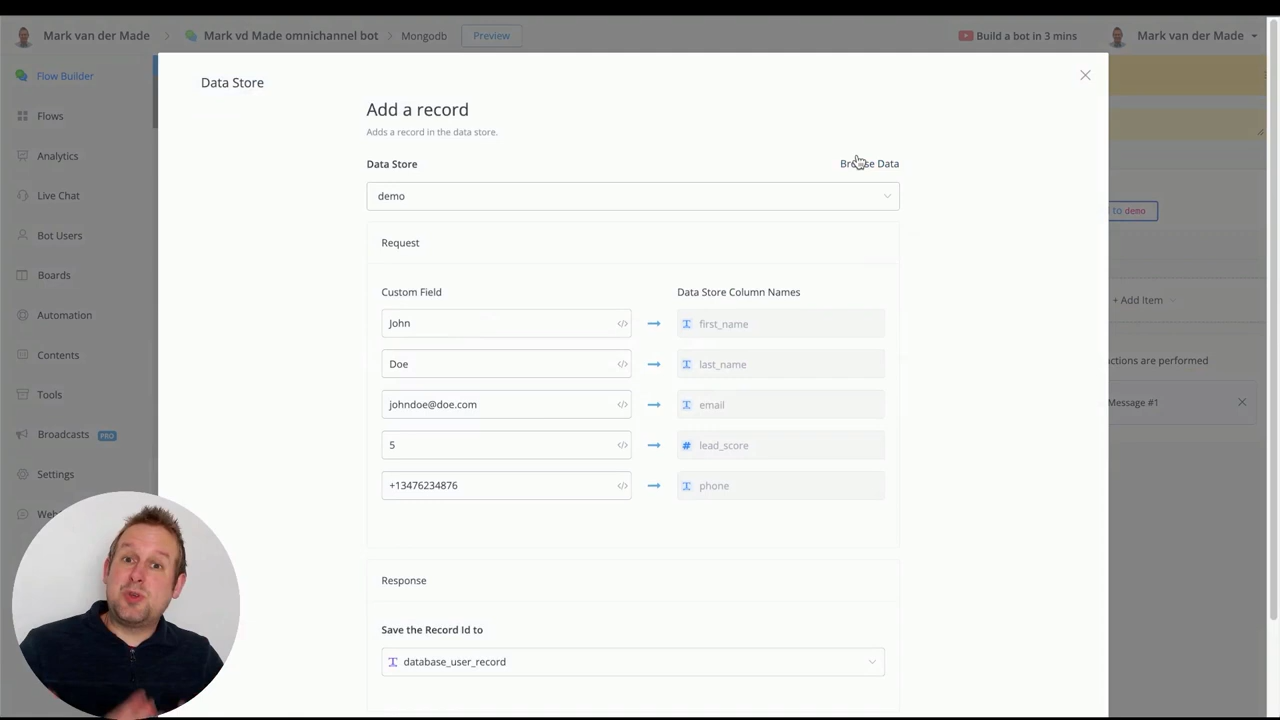 Mark van der Made
Mark vd Made omnichannel bot
Mongodb
Preview
Build a bot in 3 mins
Mark van der Made
Flow Builder
Flows
Analytics
Live Chat
Bot Users
Boards
Automation
Contents
Tools
Broadcasts PRO
Settings
Data Store
Add a record
Adds a record in the data store.
Data Store
Browse Data
demo
Request
Custom Field
Data Store Column Names
John
first_name
Doe
last_name
johndoe@doe.com
email
5
# lead_score
+13476234876
phone
Response
Save the Record Id to
database_user_record
to demo
+ Add Item
ctions are performed
Message #1